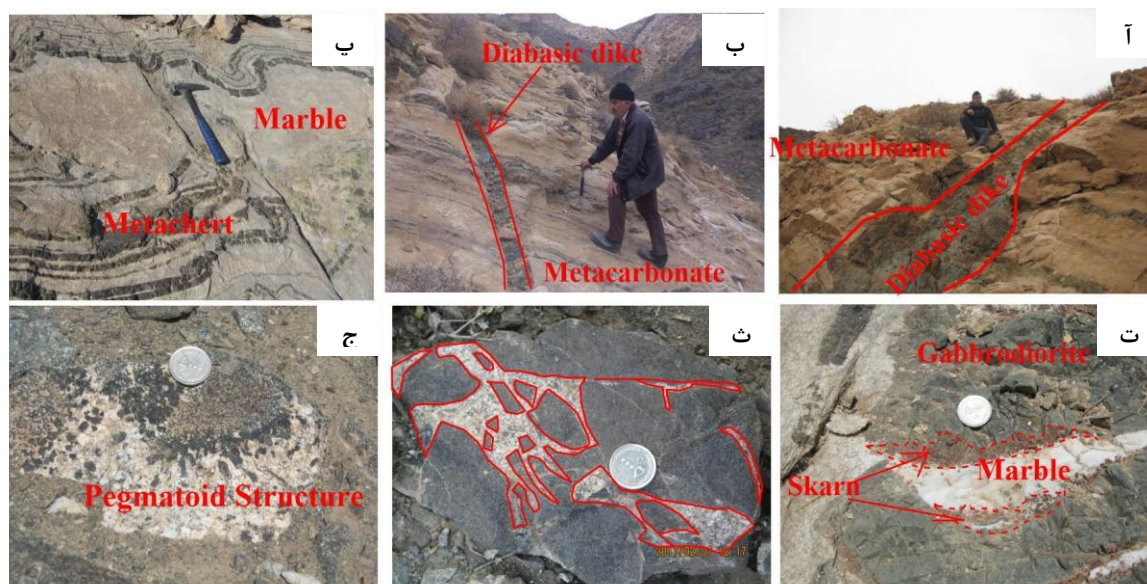 آ
Metacarbonate
Diabasic dike
ب
Diabasic dike
Metacarbonate
پ
Marble
Metachert
ت
Gabbrodiorite
Marble
Skarn
ث
ج
Pegmatoid Structure